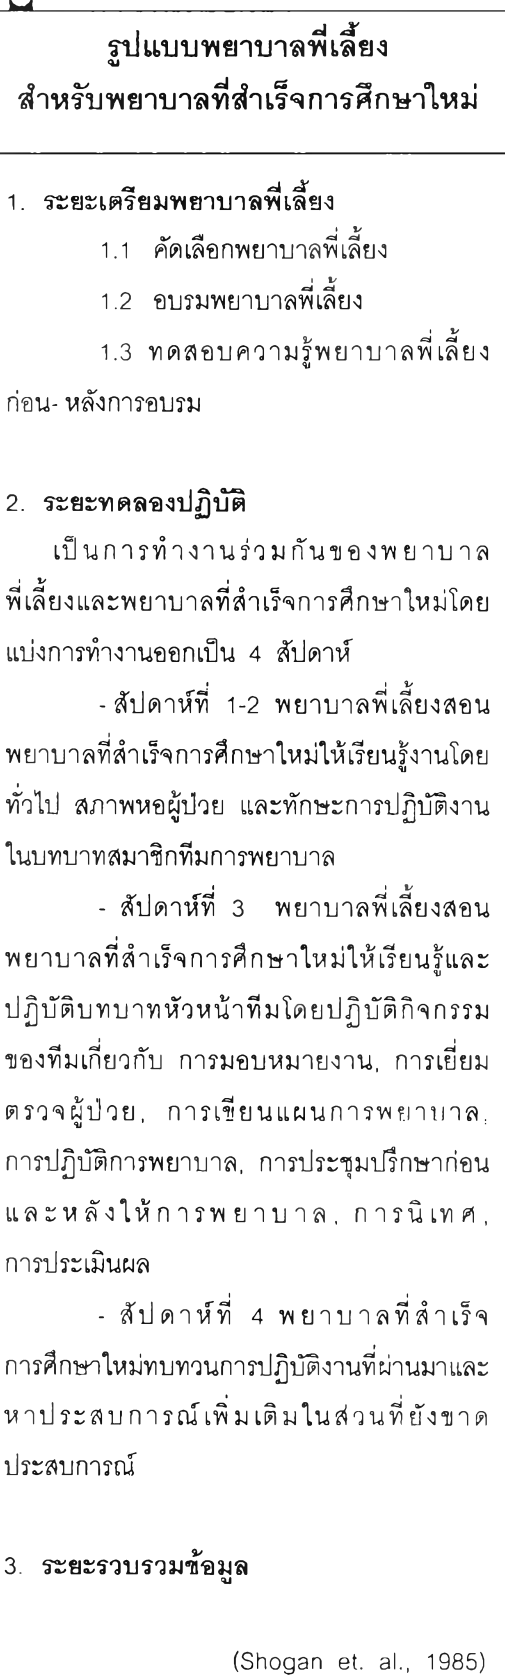 รูปแบบพยาบาลพี่เลี้ยง
สำหรับพยาบาลที่สำเร็จการศึกษาใหม่
1. ระยะเตรียมพยาบาลพี่เลี้ยง
1.1 คัดเลือกพยาบาลพี่เลี้ยง
1.2 อบรมพยาบาลพี่เลี้ยง
1.3 ทดสอบความรู้พยาบาลพี่เลี้ยง
ก่อน- หลังการอบรม
2. ระยะทดลองปฏิบัติ
เป็นการทำงานร่วมกันของพยาบาล
พี่เลี้ยงและพยาบาลที่สำเร็จการศึกษาใหม่โดย
แบ่งการทำงานออกเป็น 4 สัปดาห์
- สัปดาห์ที่ 1-2 พยาบาลพี่เลี้ยงสอน
พยาบาลที่สำเร็จการศึกษาใหม่ให้เรียนรู้งานโดย
ทั่วไป สภาพหอผู้ป่วย และทักษะการปฏิบัติงาน
ในบทบาทสมาชิกทีมการพยาบาล
- สัปดาห์ที่ 3 พยาบาลพี่เลี้ยงสอน
พยาบาลที่สำเร็จการศึกษาใหม่ให้เรียนรู้และ
ปฏิบัติบทบาทหัวหน้าทีมโดยปฏิบัติกิจกรรม
ของทีมเกี่ยวกับ การมอบหมายงาน, การเยี่ยม
ตรวจผู้ป่วย, การเขียนแผนการพยาบาล,
การปฏิบัติการพยาบาล, การประชุมปรึกษาก่อน
และหลังให้การพยาบาล, การนิเทศ,
การประเมินผล
- สัปดาห์ที่ 4 พยาบาลที่สำเร็จ
การศึกษาใหม่ทบทวนการปฏิบัติงานที่ผ่านมาและ
หาประสบการณ์เพิ่มเติมในส่วนที่ยังขาด
ประสบการณ์
3. ระยะรวบรวมข้อมูล
(Shogan et. al., 1985)